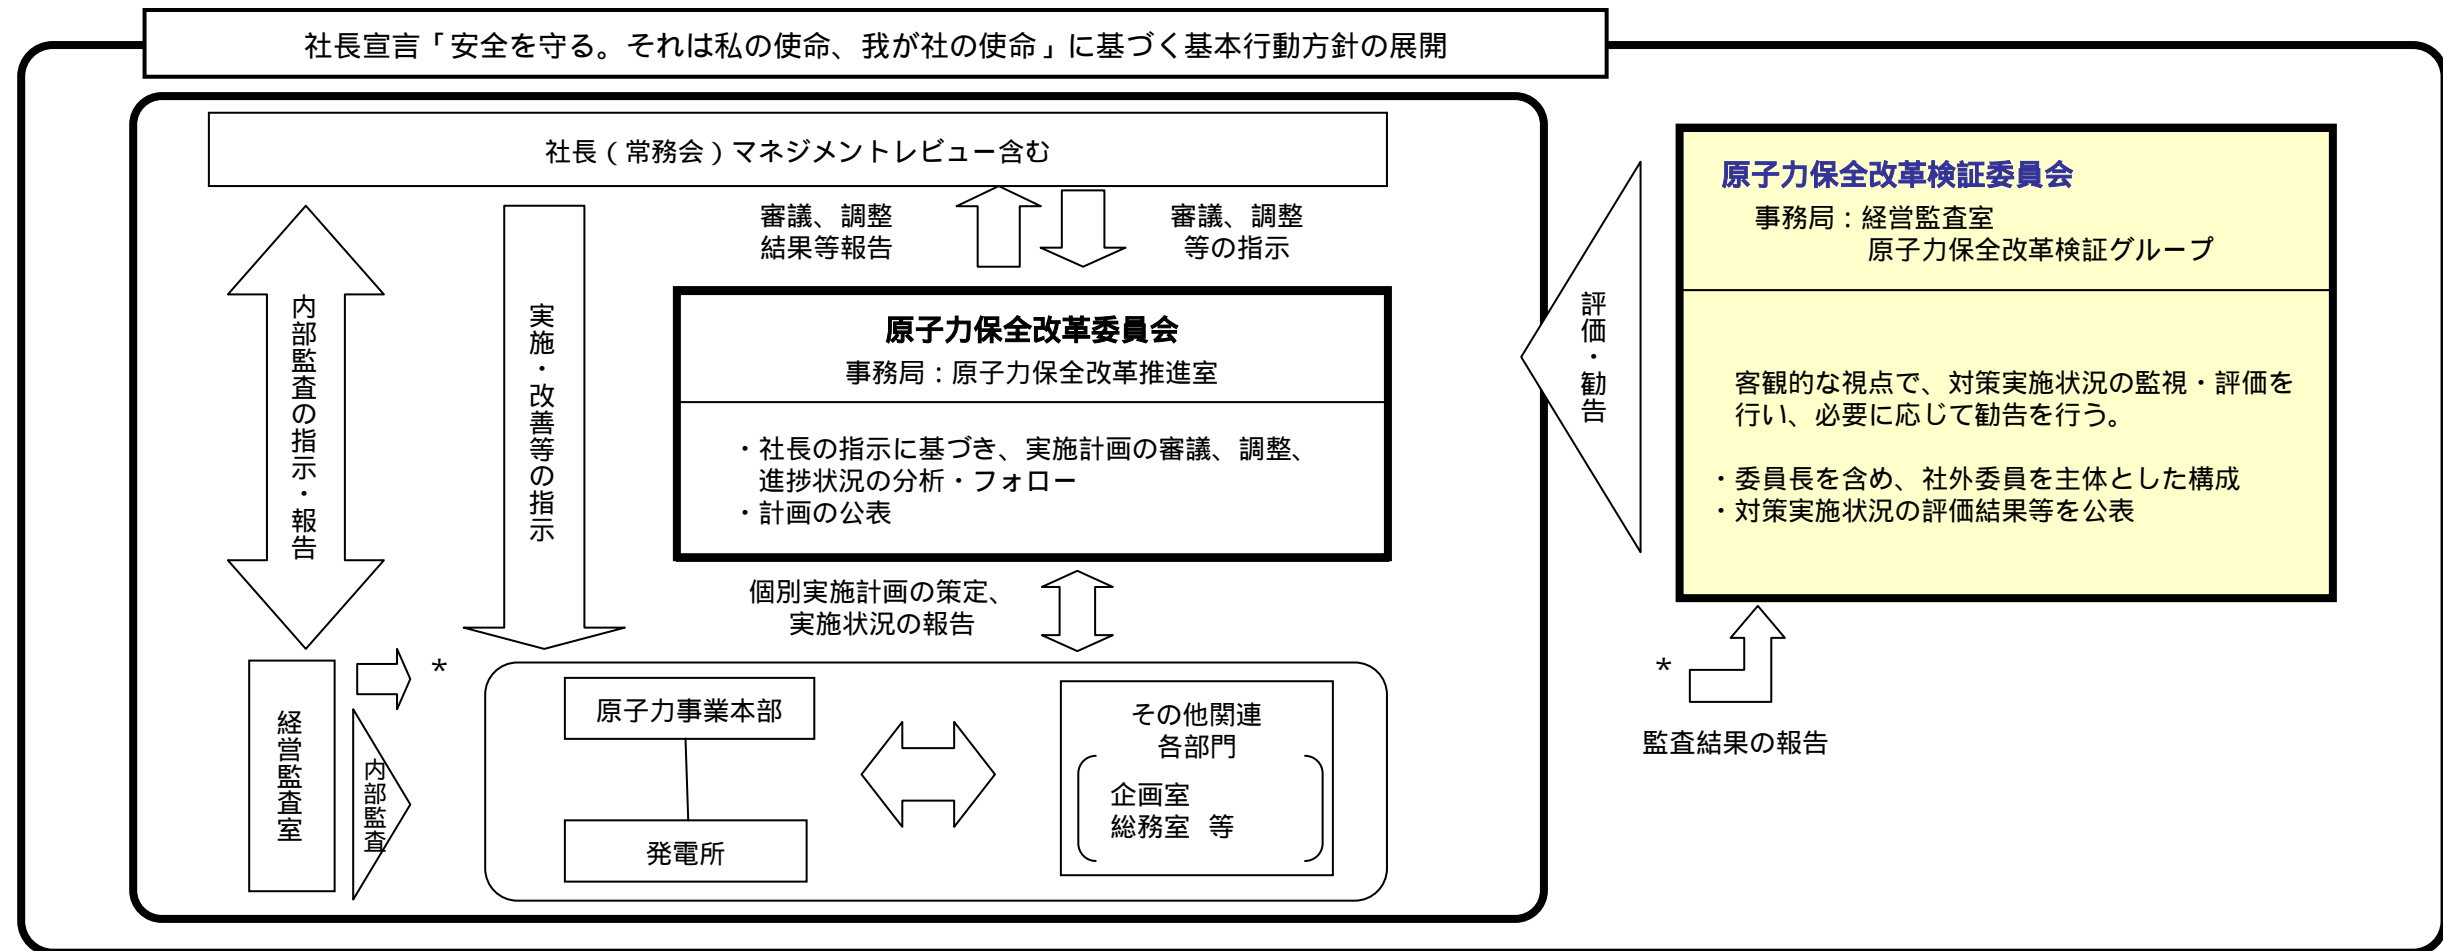 社長宣言「安全を守る。それは私の使命、我が社の使命」に基づく基本行動方針の展開
社長（常務会）マネジメントレビュー含む
審議、調整
結果等報告
審議、調整
等の指示
内部監査の指示・報告
実施・改善等の指示
原子力保全改革委員会
事務局：原子力保全改革推進室
・社長の指示に基づき、実施計画の審議、調整、
進捗状況の分析・フォロー
・計画の公表
個別実施計画の策定、
実施状況の報告
経営監査室
*
内部監査
原子力事業本部
発電所
その他関連
各部門
企画室
総務室 等
評価・勧告
原子力保全改革検証委員会
事務局：経営監査室
原子力保全改革検証グループ
客観的な視点で、対策実施状況の監視・評価を
行い、必要に応じて勧告を行う。
・委員長を含め、社外委員を主体とした構成
・対策実施状況の評価結果等を公表
*
監査結果の報告